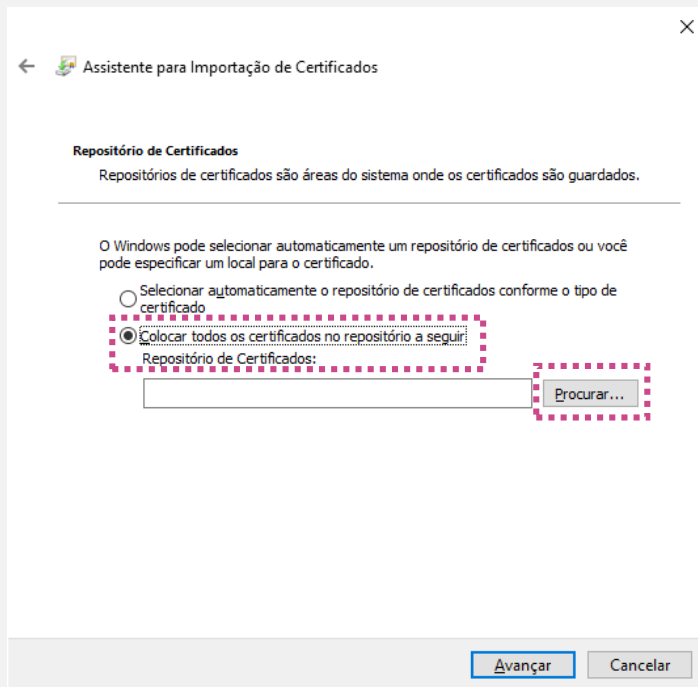 Assistente para Importação de Certificados
Repositório de Certificados
Repositórios de certificados são áreas do sistema onde os certificados são guardados.
O Windows pode selecionar automaticamente um repositório de certificados ou você
pode especificar um local para o certificado.
Selecionar automaticamente o repositório de certificados conforme o tipo de
certificado
Colocar todos os certificados no repositório a seguir
Repositório de Certificados:
Procurar...
Avançar Cancelar